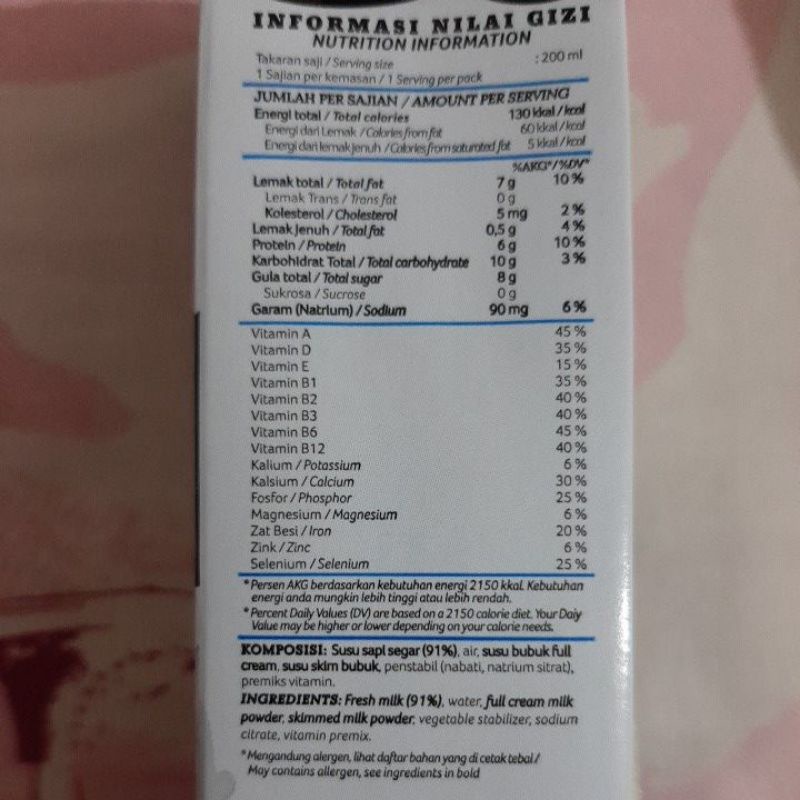 INFORMASI NILAI GIZI
NUTRITION INFORMATION
Takaran saji / Serving size : 200 ml
1 Sajian per kemasan / 1 Serving per pack
JUMLAH PER SAJIAN / AMOUNT PER SERVING
Energi total / Total calories 130 kkal / kcal
Energi dari Lemak / Calories from fat 60 kkal / kcal
Energi dari lemak jenuh / Calories from saturated fat 5 kkal / kcal
%AKG*/%DV*
Lemak total / Total fat 7 g 10 %
Lemak Trans / Trans fat 0 g
Kolesterol / Cholesterol 5 mg 2 %
Lemak Jenuh / Total fat 0,5 g 4 %
Protein / Protein 6 g 10 %
Karbohidrat Total / Total carbohydrate 10 g 3 %
Gula total / Total sugar 8 g
Sukrosa / Sucrose 0 g
Garam (Natrium) / Sodium 90 mg 6 %
Vitamin A 45 %
Vitamin D 35 %
Vitamin E 15 %
Vitamin B1 35 %
Vitamin B2 40 %
Vitamin B3 40 %
Vitamin B6 45 %
Vitamin B12 40 %
Kalium / Potassium 6 %
Kalsium / Calcium 30 %
Fosfor / Phosphor 25 %
Magnesium / Magnesium 6 %
Zat Besi / Iron 20 %
Zink / Zinc 6 %
Selenium / Selenium 25 %
*Persen AKG berdasarkan kebutuhan energi 2150 kkal. Kebutuhan
energi anda mungkin lebih tinggi atau lebih rendah.
*Percent Daily Values (DV) are based on a 2150 calorie diet. Your Daiy
Value may be higher or lower depending on your calorie needs.
KOMPOSISI: Susu sapi segar (91%), air, susu bubuk full
cream, susu skim bubuk, penstabil (nabati, natrium sitrat),
premiks vitamin.
INGREDIENTS: Fresh milk (91%), water, full cream milk
powder, skimmed milk powder, vegetable stabilizer, sodium
citrate, vitamin premix.
*Mengandung alergen, lihat daftar bahan yang di cetak tebal /
May contains allergen, see ingredients in bold